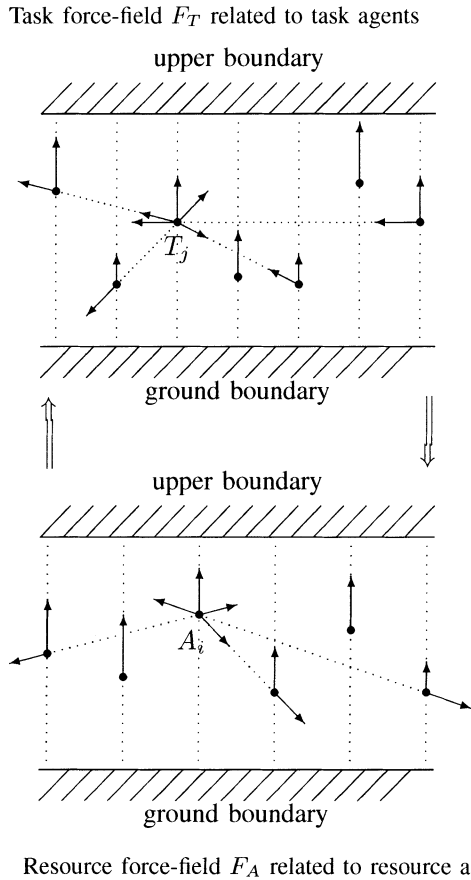 Task force-field F_T related to task agents
upper boundary
T_j
ground boundary
upper boundary
A_i
ground boundary
Resource force-field F_A related to resource a